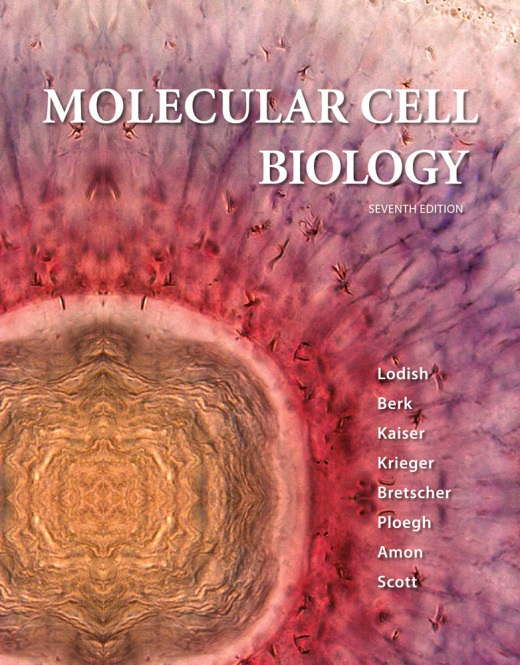 MOLECULAR CELL
BIOLOGY
SEVENTH EDITION
Lodish
Berk
Kaiser
Krieger
Bretscher
Ploegh
Amon
Scott